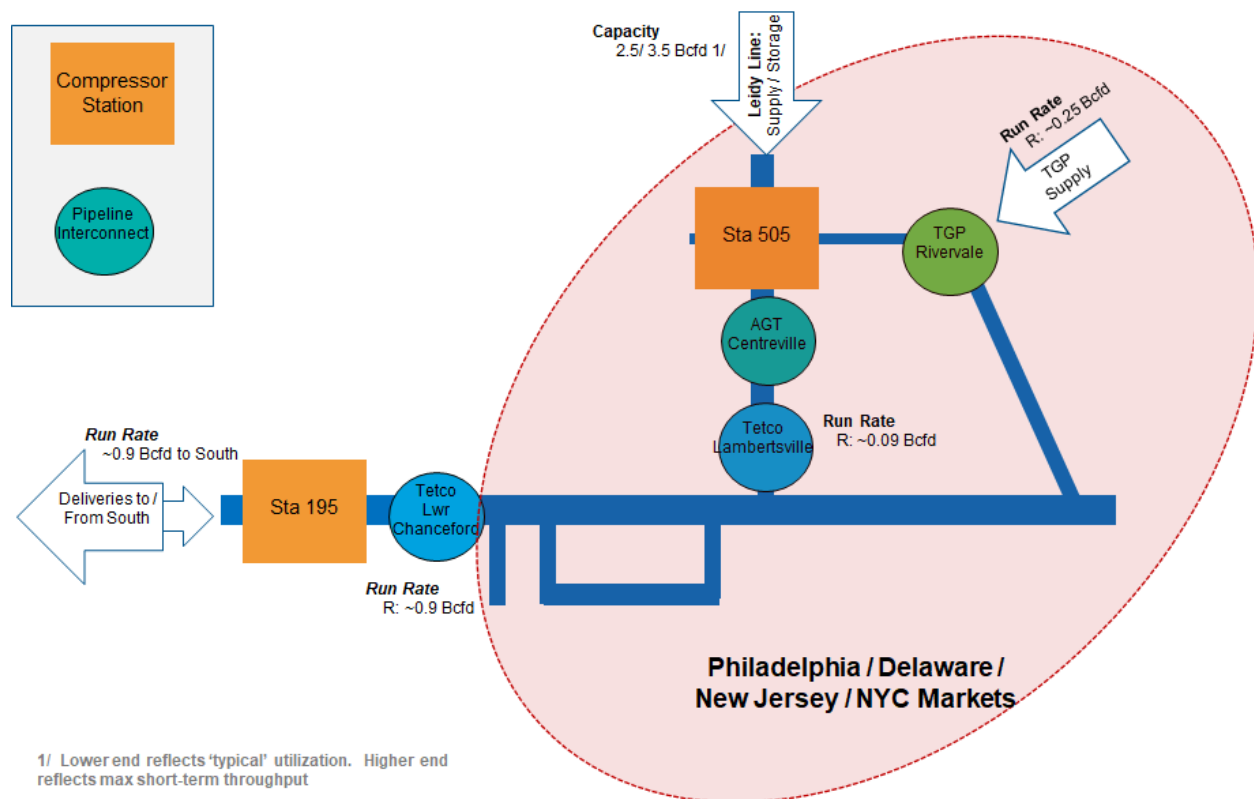 Compressor
Station
Pipeline
Interconnect
Capacity
2.5/ 3.5 Bcfd 1/
Leidy Line:
Supply / Storage
Run Rate
R: ~0.25 Bcfd
TGP
Supply
Sta 505
TGP
Rivervale
AGT
Centreville
Tetco
Lambertsville
Run Rate
R: ~0.09 Bcfd
Run Rate
~0.9 Bcfd to South
Deliveries to /
From South
Sta 195
Tetco
Lwr
Chanceford
Run Rate
R: ~0.9 Bcfd
Philadelphia / Delaware /
New Jersey / NYC Markets
1/ Lower end reflects ‘typical’ utilization. Higher end
reflects max short-term throughput